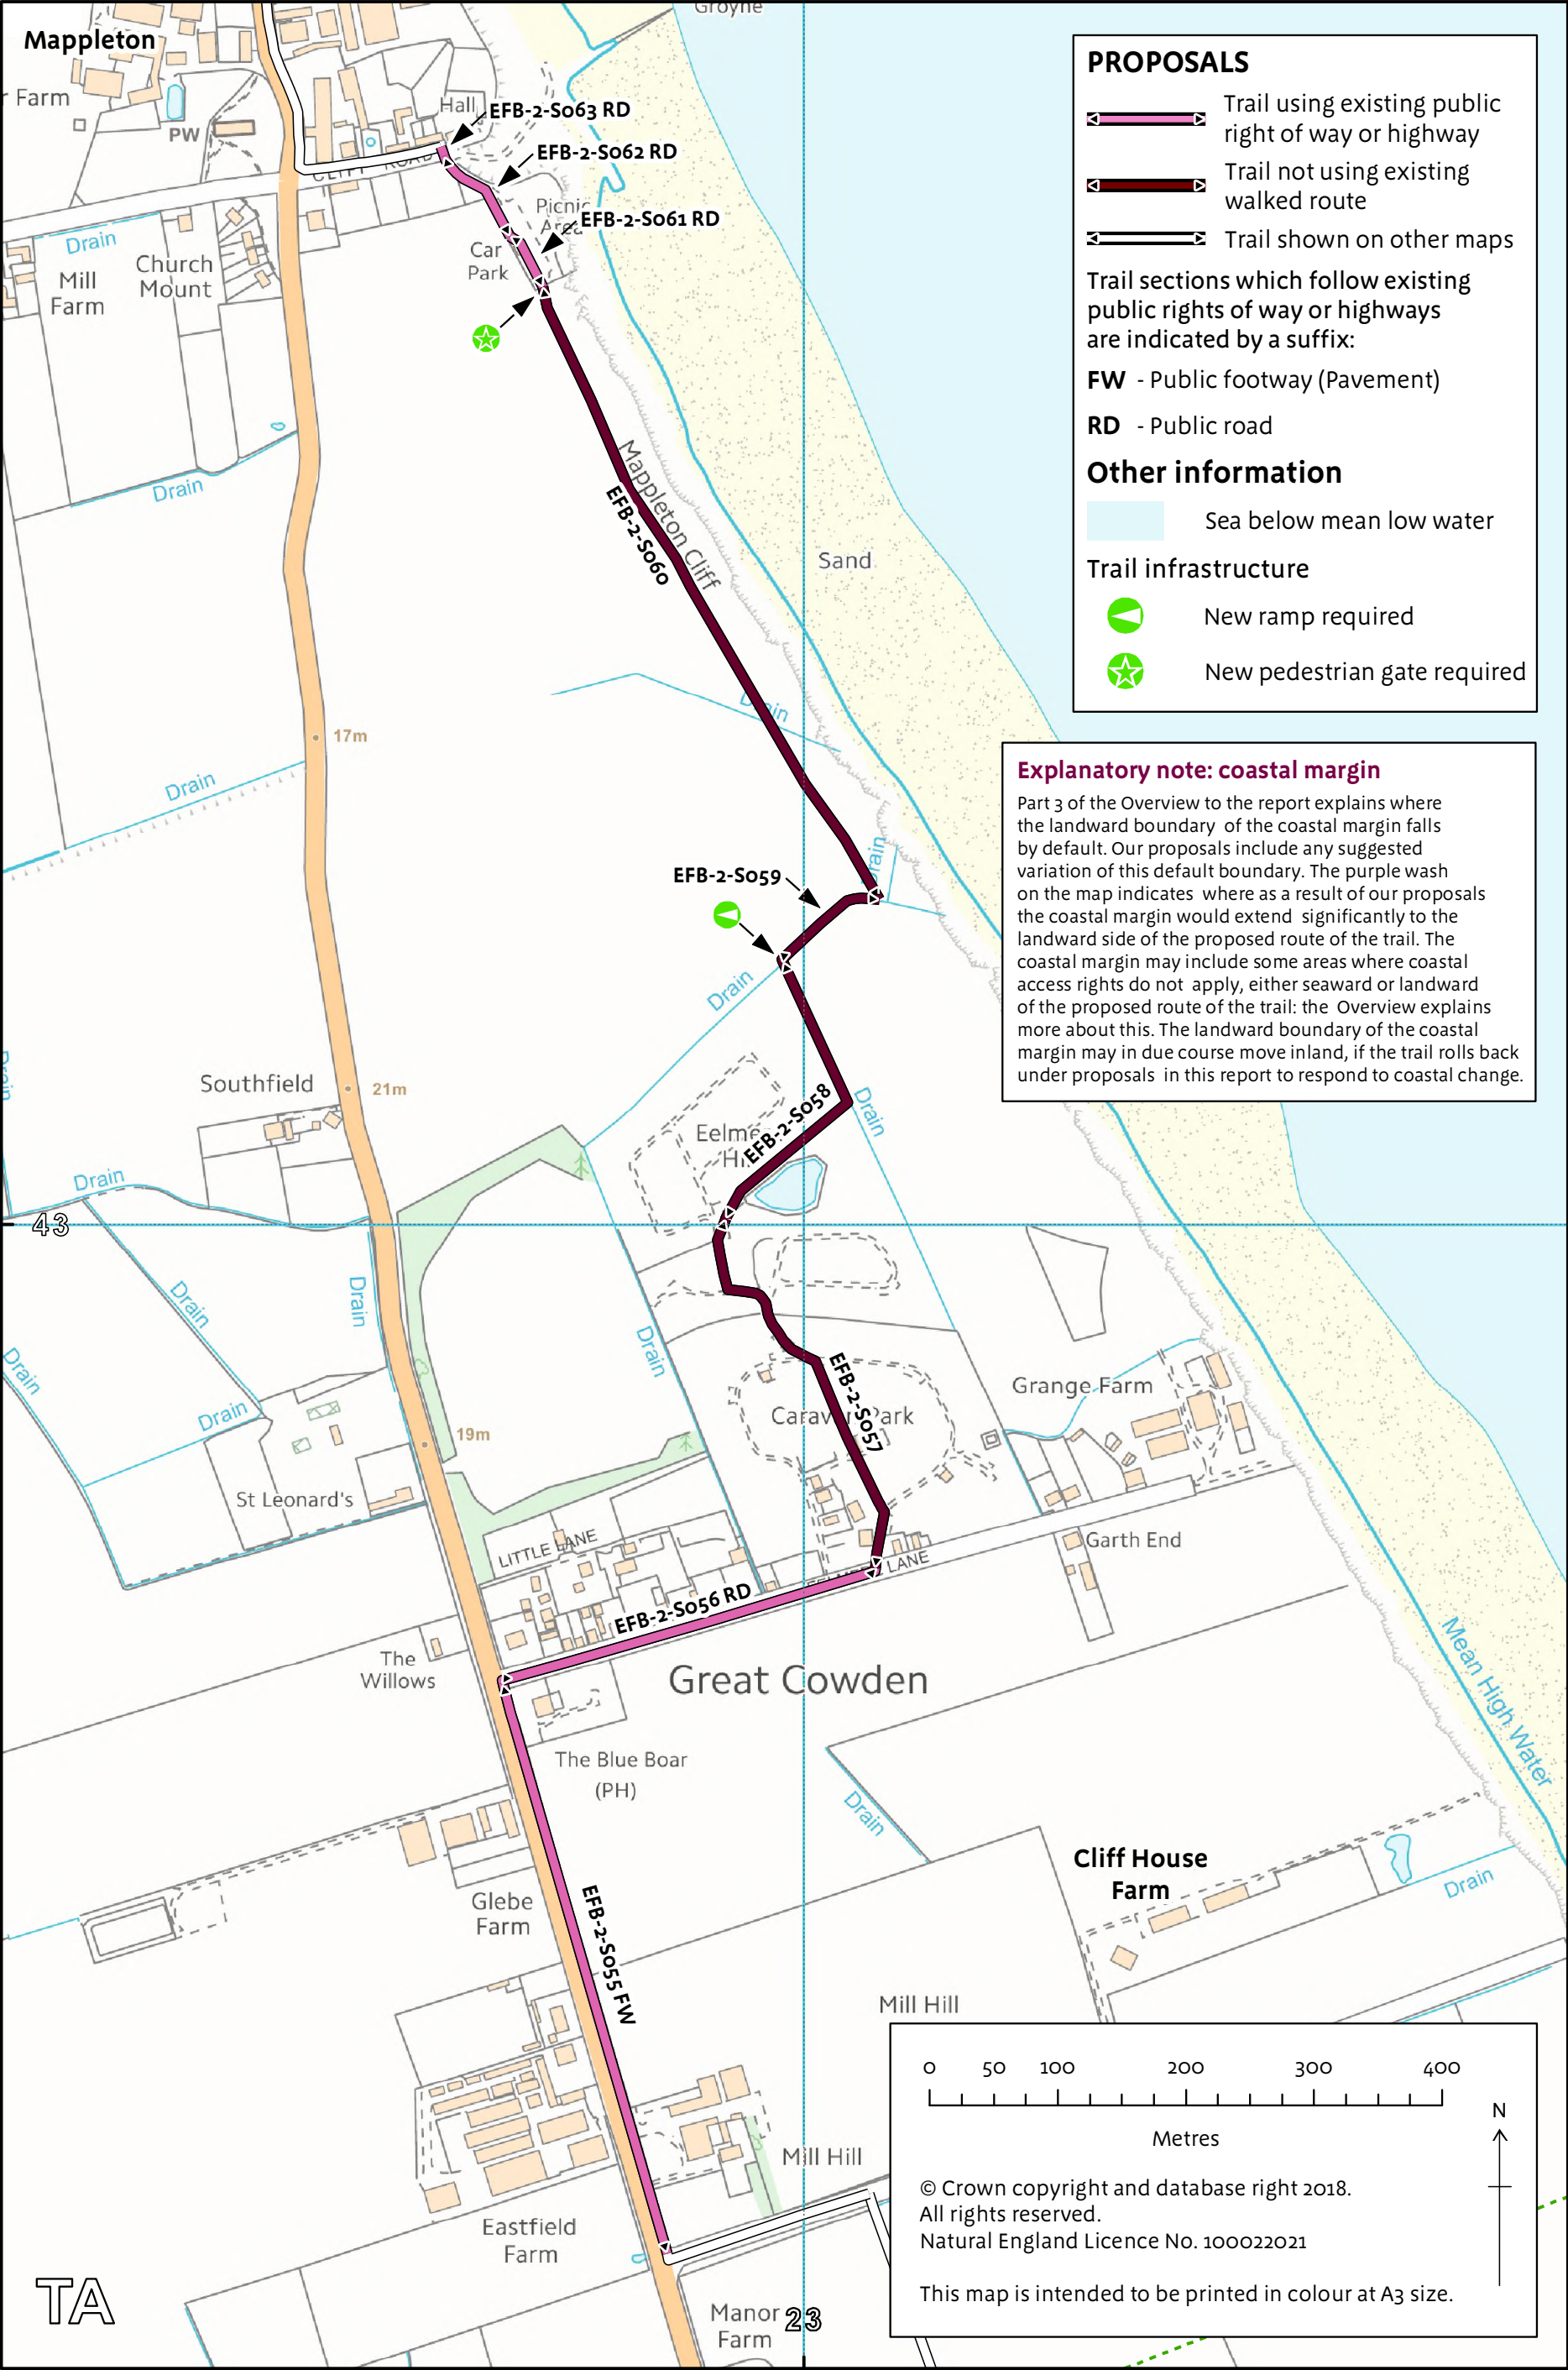 Groyne
Mappleton
r Farm
PW
Hall
EFB-2-S063 RD
EFB-2-S062 RD
Picnic
Area
EFB-2-S061 RD
Car
Park
Drain
Mill
Farm
Church
Mount
Drain
Mappleton Cliff
EFB-2-S060
Sand
17m
Drain
Drain
Drain
EFB-2-S059
Drain
Drain
Southfield
21m
EFB-2-S058
Drain
Drain
43
Drain
Drain
Drain
Drain
Drain
EFB-2-S057
Caravan Park
Grange Farm
19m
St Leonard's
LITTLE LANE
LANE
Garth End
EFB-2-S056 RD
The
Willows
Great Cowden
Mean High Water
The Blue Boar
(PH)
Drain
Cliff House
Farm
Drain
Glebe
Farm
EFB-2-S055 FW
Mill Hill
Mill Hill
Eastfield
Farm
TA
Manor
Farm
23
PROPOSALS
Trail using existing public
right of way or highway
Trail not using existing
walked route
Trail shown on other maps
Trail sections which follow existing
public rights of way or highways
are indicated by a suffix:
FW - Public footway (Pavement)
RD - Public road
Other information
Sea below mean low water
Trail infrastructure
New ramp required
New pedestrian gate required
Explanatory note: coastal margin
Part 3 of the Overview to the report explains where
the landward boundary of the coastal margin falls
by default. Our proposals include any suggested
variation of this default boundary. The purple wash
on the map indicates where as a result of our proposals
the coastal margin would extend significantly to the
landward side of the proposed route of the trail. The
coastal margin may include some areas where coastal
access rights do not apply, either seaward or landward
of the proposed route of the trail: the Overview explains
more about this. The landward boundary of the coastal
margin may in due course move inland, if the trail rolls back
under proposals in this report to respond to coastal change.
0 50 100 200 300 400
Metres
N
© Crown copyright and database right 2018.
All rights reserved.
Natural England Licence No. 100022021
This map is intended to be printed in colour at A3 size.